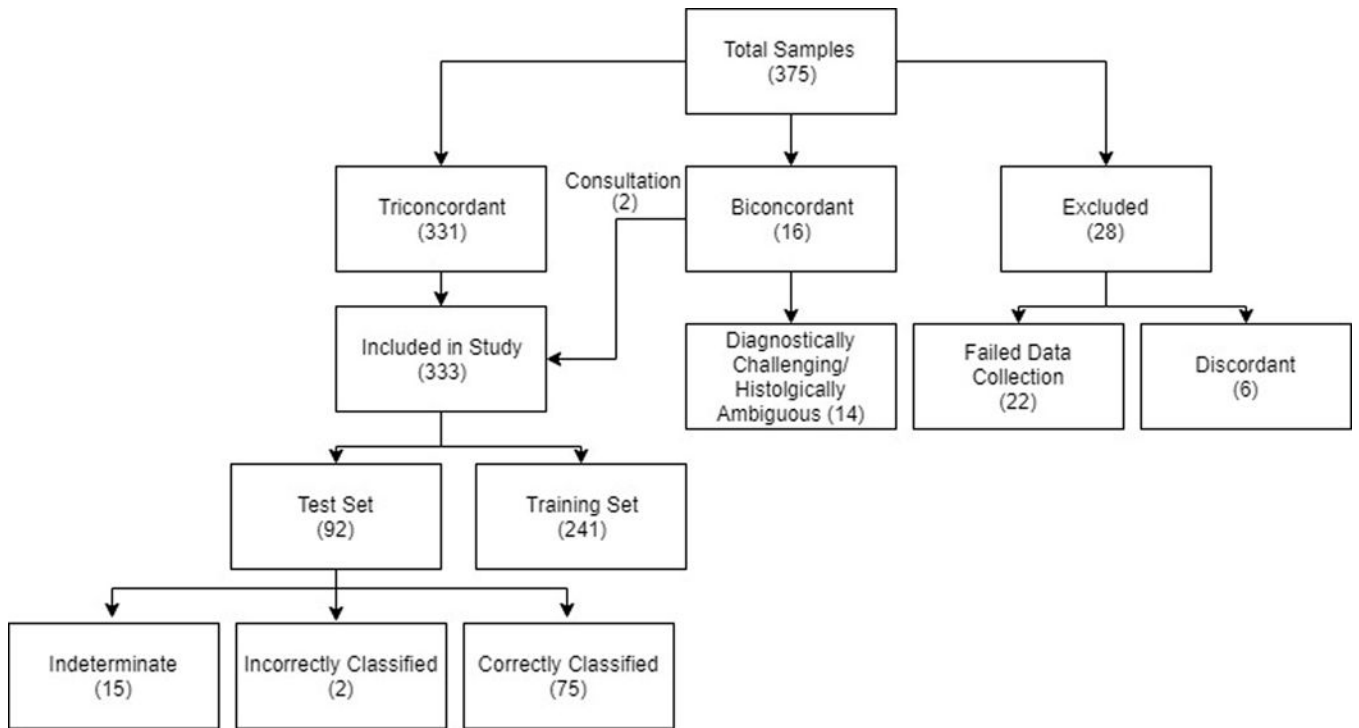 Total Samples
(375)
Consultation
(2)
Triconcordant
(331)
Biconcordant
(16)
Excluded
(28)
Included in Study
(333)
Diagnostically
Challenging/
Histolgically
Ambiguous (14)
Failed Data
Collection
(22)
Discordant
(6)
Test Set
(92)
Training Set
(241)
Indeterminate
(15)
Incorrectly Classified
(2)
Correctly Classified
(75)